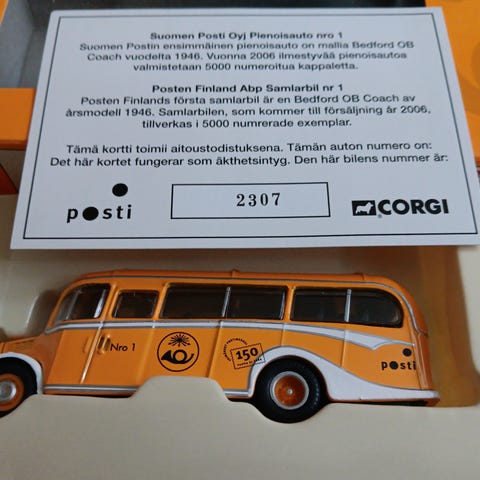 Suomen Posti Oyj Pienoisauto nro 1
Suomen Postin ensimmäinen pienoisauto on mallia Bedford OB
Coach vuodelta 1946. Vuonna 2006 ilmestyvää pienoisautoa
valmistetaan 5000 numeroitua kappaletta.
Posten Finland Abp Samlarbil nr 1
Posten Finlands första samlarbil är en Bedford OB Coach av
årsmodell 1946. Samlarbilen, som kommer till försäljning år 2006,
tillverkas i 5000 numrerade exemplar.
Tämä kortti toimii aitoustodistuksena. Tämän auton numero on:
Det här kortet fungerar som äkthetsintyg. Den här bilens nummer är:
posti
2307
CORGI
Nro 1
150
posti